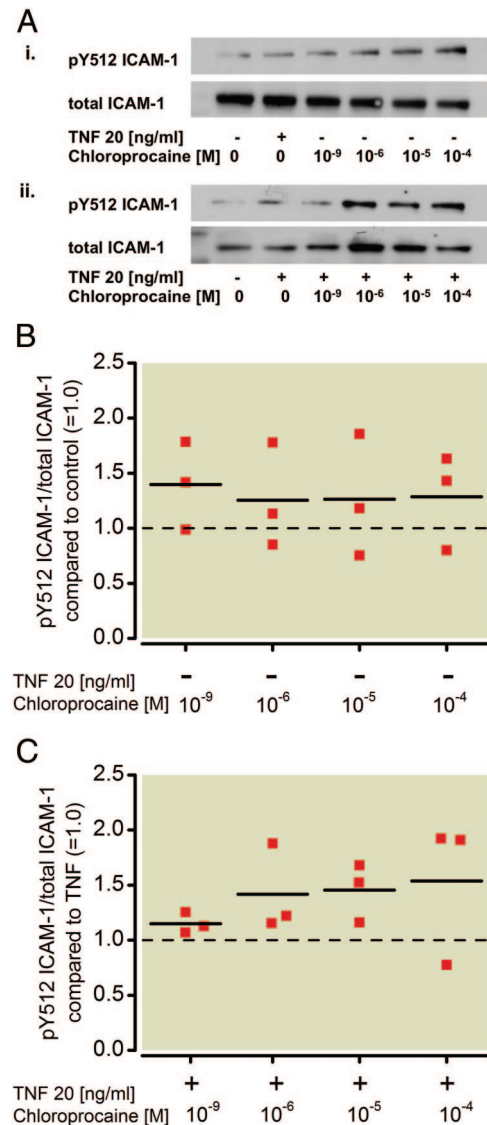 A
i.
pY512 ICAM-1
total ICAM-1
TNF 20 [ng/ml] - + - - - -
Chloroprocaine [M] 0 0 10⁻⁹ 10⁻⁶ 10⁻⁵ 10⁻⁴
ii.
pY512 ICAM-1
total ICAM-1
TNF 20 [ng/ml] - + + + + +
Chloroprocaine [M] 0 0 10⁻⁹ 10⁻⁶ 10⁻⁵ 10⁻⁴
B
pY512 ICAM-1/total ICAM-1
compared to control (=1.0)
2.5
2.0
1.5
1.0
0.5
0.0
TNF 20 [ng/ml] - - - -
Chloroprocaine [M] 10⁻⁹ 10⁻⁶ 10⁻⁵ 10⁻⁴
C
pY512 ICAM-1/total ICAM-1
compared to TNF (=1.0)
2.5
2.0
1.5
1.0
0.5
0.0
TNF 20 [ng/ml] + + + +
Chloroprocaine [M] 10⁻⁹ 10⁻⁶ 10⁻⁵ 10⁻⁴